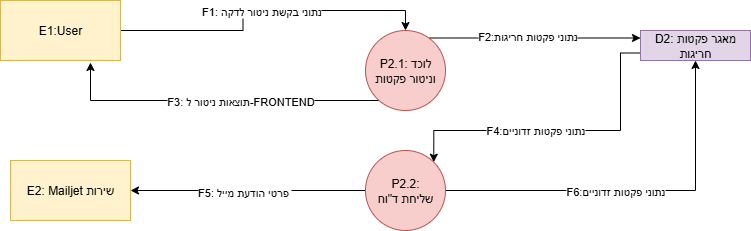 F1: נתוני בקשת ניטור לדקה
E1:User
P2.1: לוכד
וניטור פקטות
F2:נתוני פקטות חריגות
D2: מאגר פקטות
חריגות
F3: תוצאות ניטור ל-FRONTEND
F4:נתוני פקטות זדוניים
E2: Mailjet שירות
F5: פרטי הודעת מייל
P2.2:
שליחת ד"וח
F6:נתוני פקטות זדוניים